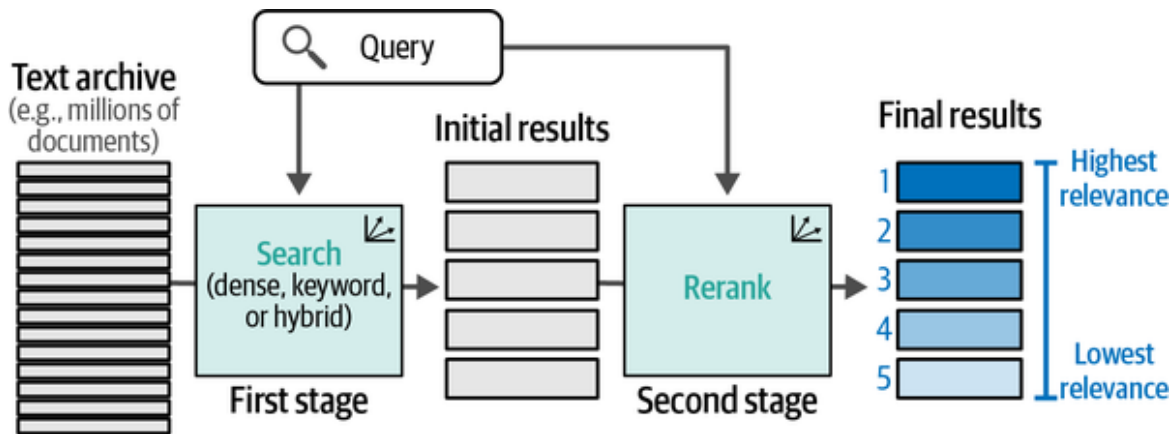 Query
Text archive
(e.g., millions of
documents)
Search
(dense, keyword,
or hybrid)
First stage
Initial results
Rerank
Second stage
Final results
1
2
3
4
5
Highest
relevance
Lowest
relevance